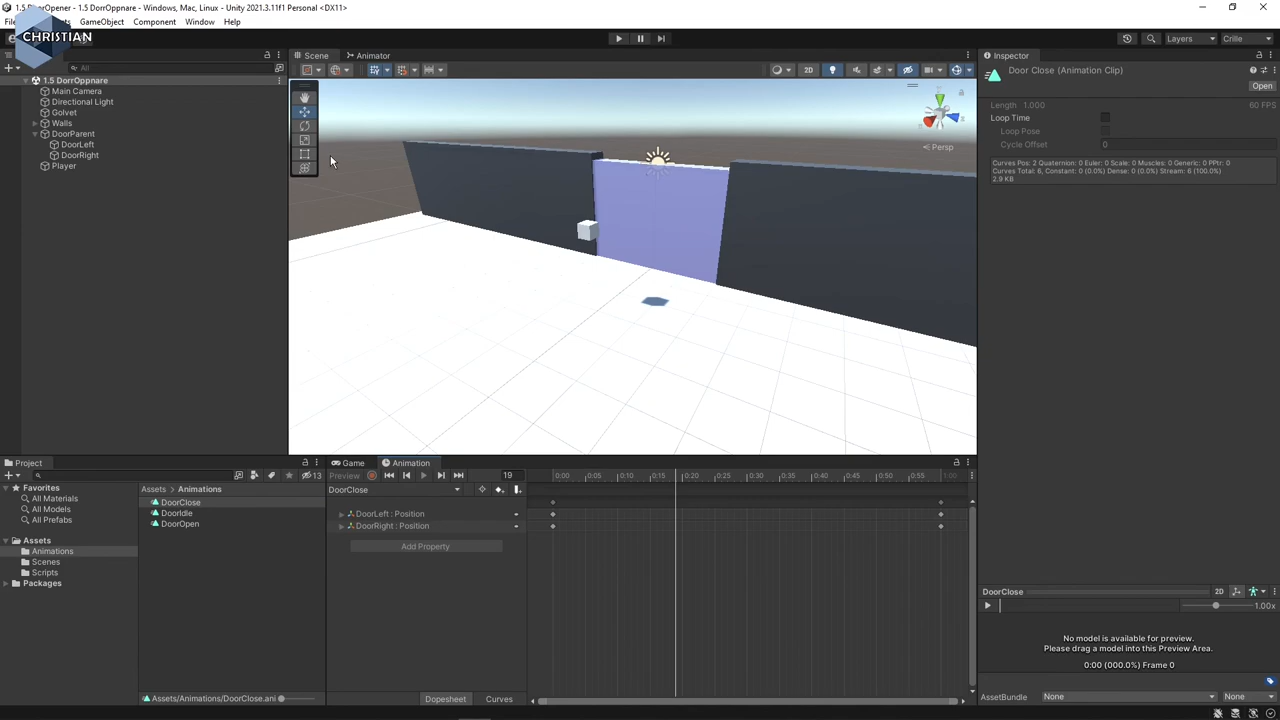 1.5 DorrOpener - 1.5 DorrOppnare - Windows, Mac, Linux - Unity 2021.3.11f1 Personal <DX11>
GameObject Component Window Help
CHRISTIAN
Layers Crille
All
1.5 DorrOppnare
Main Camera
Directional Light
Golvet
Walls
DoorParent
DoorLeft
DoorRight
Player
Scene Animator
2D
Persp
Inspector
Door Close (Animation Clip)
Open
Length 1.000 60 FPS
Loop Time
Loop Pose
Cycle Offset 0
Curves Pos: 2 Quaternion: 0 Euler: 0 Scale: 0 Muscles: 0 Generic: 0 PPtr: 0
Curves Total: 6, Constant: 0 (0.0%) Dense: 0 (0.0%) Stream: 6 (100.0%)
2.9 KB
Project
13
Favorites
All Materials
All Models
All Prefabs
Assets
Animations
Scenes
Scripts
Packages
Assets > Animations
DoorClose
DoorIdle
DoorOpen
Assets/Animations/DoorClose.ani
Game Animation
Preview 19 0:00 0:05 0:10 0:15 0:20 0:25 0:30 0:35 0:40 0:45 0:50 0:55 1:00
DoorClose
DoorLeft : Position
DoorRight : Position
Add Property
Dopesheet Curves
DoorClose 2D
1.00x
No model is available for preview.
Please drag a model into this Preview Area.
0:00 (000.0%) Frame 0
AssetBundle None None